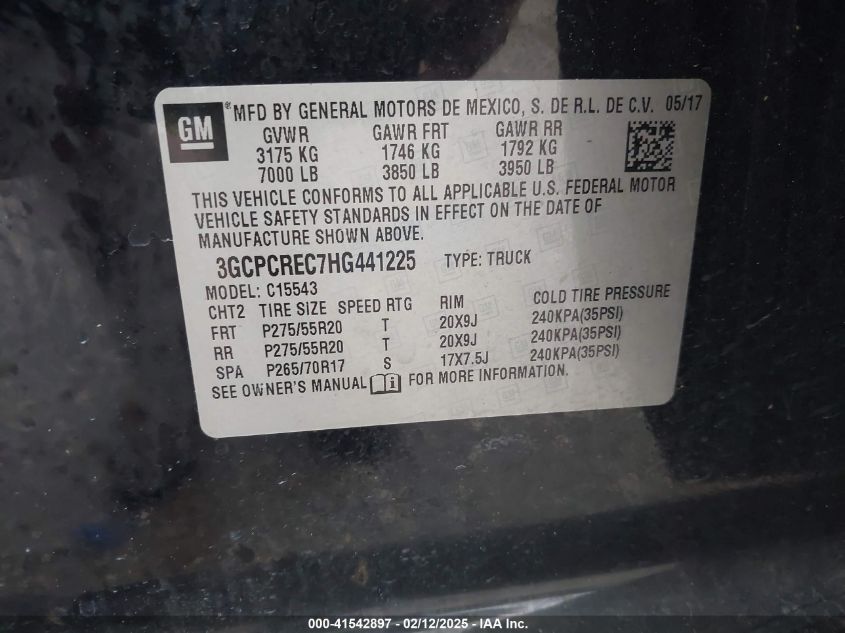 GM ® MFD BY GENERAL MOTORS DE MEXICO, S. DE R.L. DE C.V. 05/17
GVWR GAWR FRT GAWR RR
3175 KG 1746 KG 1792 KG
7000 LB 3850 LB 3950 LB
THIS VEHICLE CONFORMS TO ALL APPLICABLE U.S. FEDERAL MOTOR
VEHICLE SAFETY STANDARDS IN EFFECT ON THE DATE OF
MANUFACTURE SHOWN ABOVE.
3GCPCREC7HG441225 TYPE: TRUCK
MODEL: C15543
CHT2 TIRE SIZE SPEED RTG RIM COLD TIRE PRESSURE
FRT P275/55R20 T 20X9J 240KPA(35PSI)
RR P275/55R20 T 20X9J 240KPA(35PSI)
SPA P265/70R17 S 17X7.5J 240KPA(35PSI)
SEE OWNER'S MANUAL FOR MORE INFORMATION.
000-41542897 - 02/12/2025 - IAA Inc.